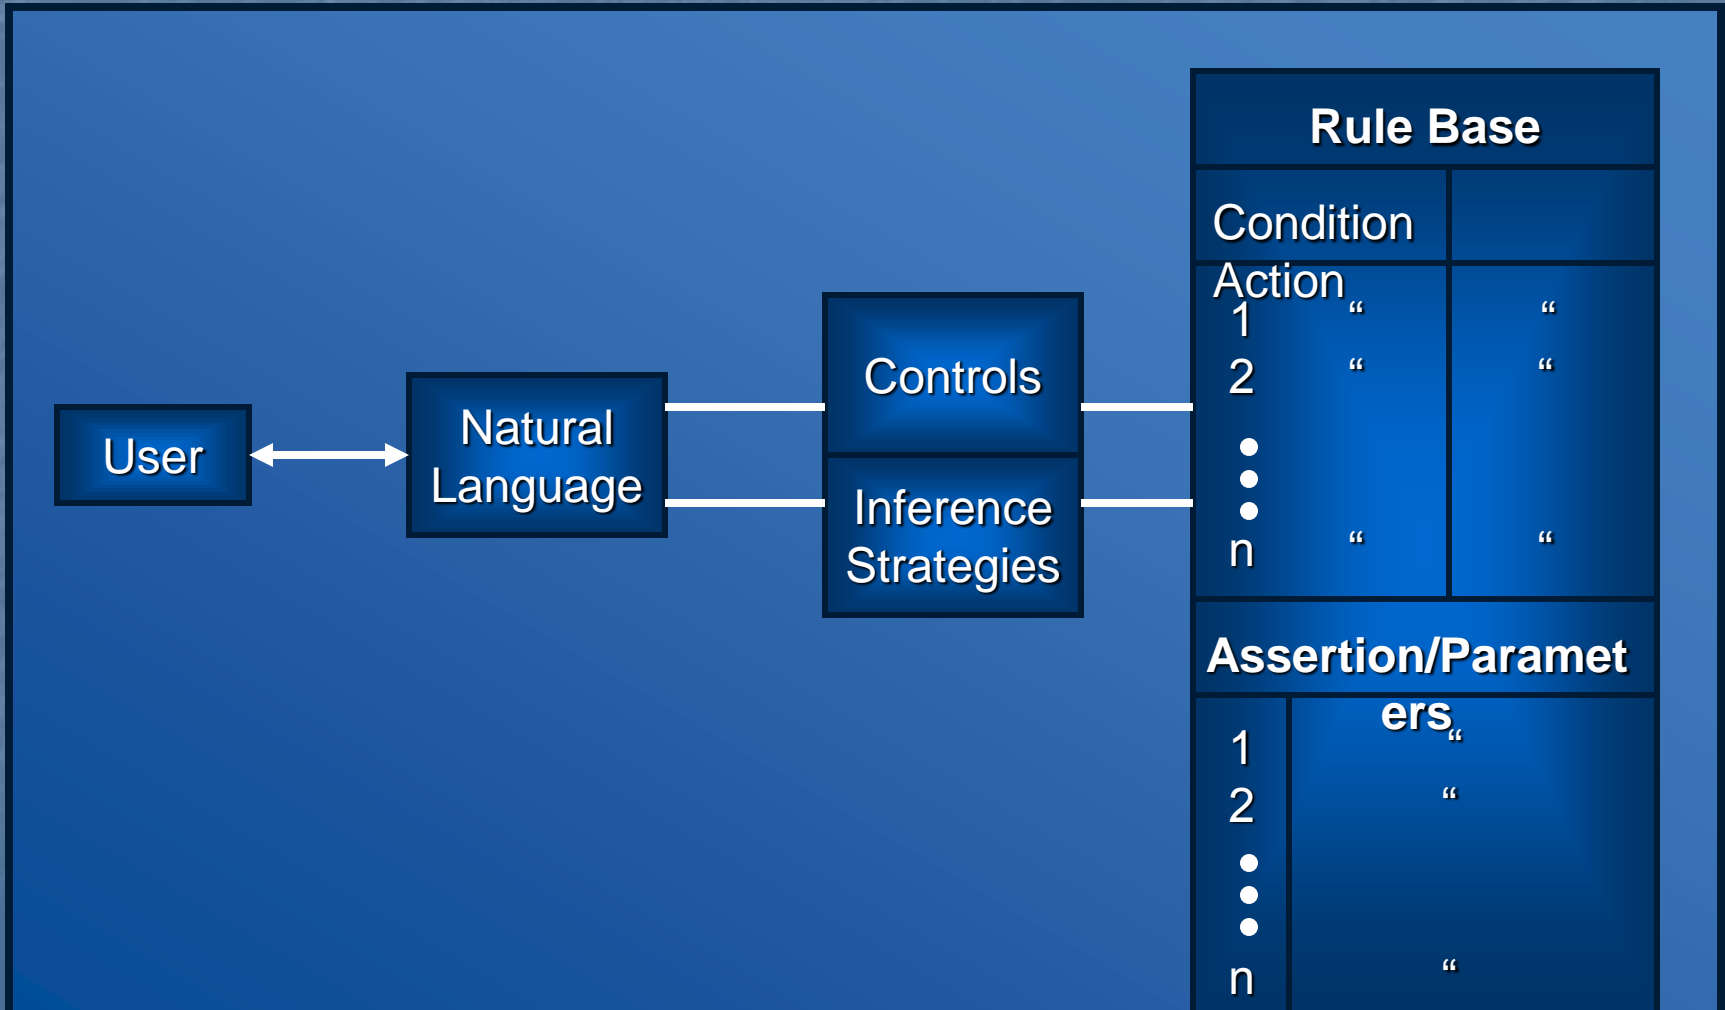 User
Natural
Language
Controls
Inference
Strategies
Rule Base
Condition
Action
1 “ “
2 “ “
n “ “
Assertion/Paramet
ers
1 “
2 “
n “